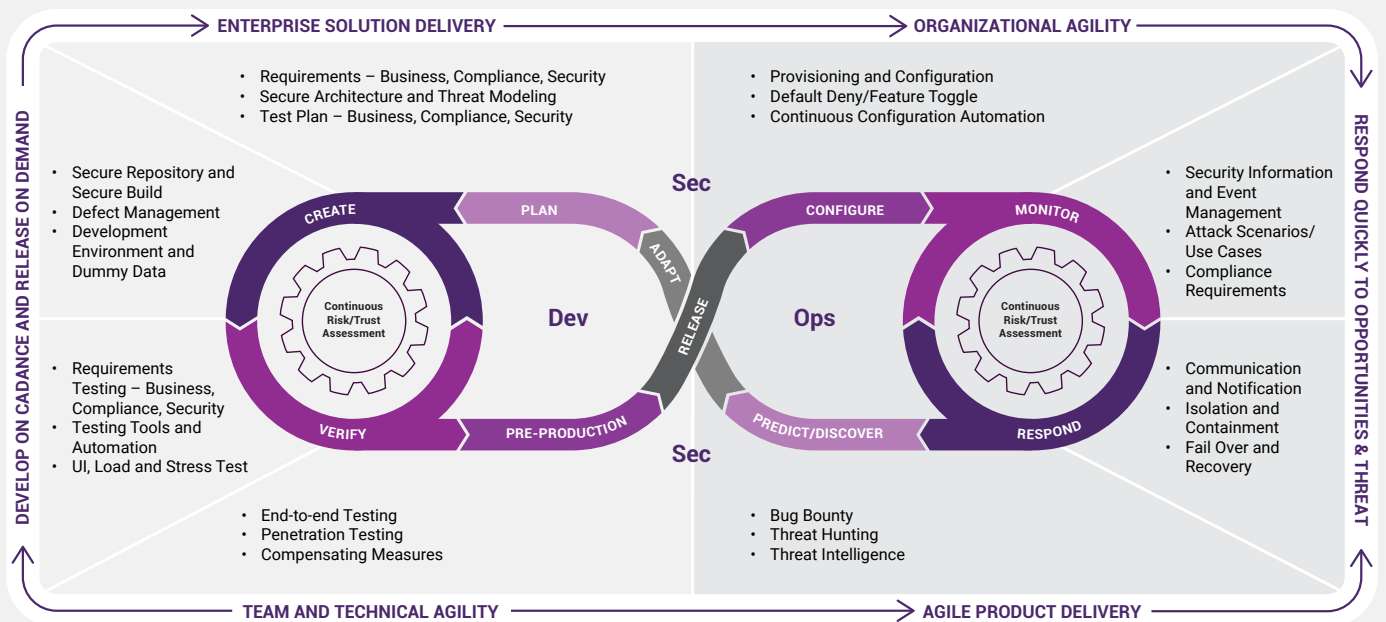 ENTERPRISE SOLUTION DELIVERY
ORGANIZATIONAL AGILITY
DEVELOP ON CADANCE AND RELEASE ON DEMAND
RESPOND QUICKLY TO OPPORTUNITIES & THREAT
• Requirements – Business, Compliance, Security
• Secure Architecture and Threat Modeling
• Test Plan – Business, Compliance, Security
• Provisioning and Configuration
• Default Deny/Feature Toggle
• Continuous Configuration Automation
• Secure Repository and
Secure Build
• Defect Management
• Development
Environment and
Dummy Data
• Security Information
and Event
Management
• Attack Scenarios/
Use Cases
• Compliance
Requirements
Sec
CREATE
PLAN
ADAPT
RELEASE
CONFIGURE
MONITOR
Continuous
Risk/Trust
Assessment
Dev
Ops
Continuous
Risk/Trust
Assessment
VERIFY
PRE-PRODUCTION
PREDICT/DISCOVER
RESPOND
Sec
• Requirements
Testing – Business,
Compliance, Security
• Testing Tools and
Automation
• UI, Load and Stress Test
• Communication
and Notification
• Isolation and
Containment
• Fail Over and
Recovery
• End-to-end Testing
• Penetration Testing
• Compensating Measures
• Bug Bounty
• Threat Hunting
• Threat Intelligence
TEAM AND TECHNICAL AGILITY
AGILE PRODUCT DELIVERY